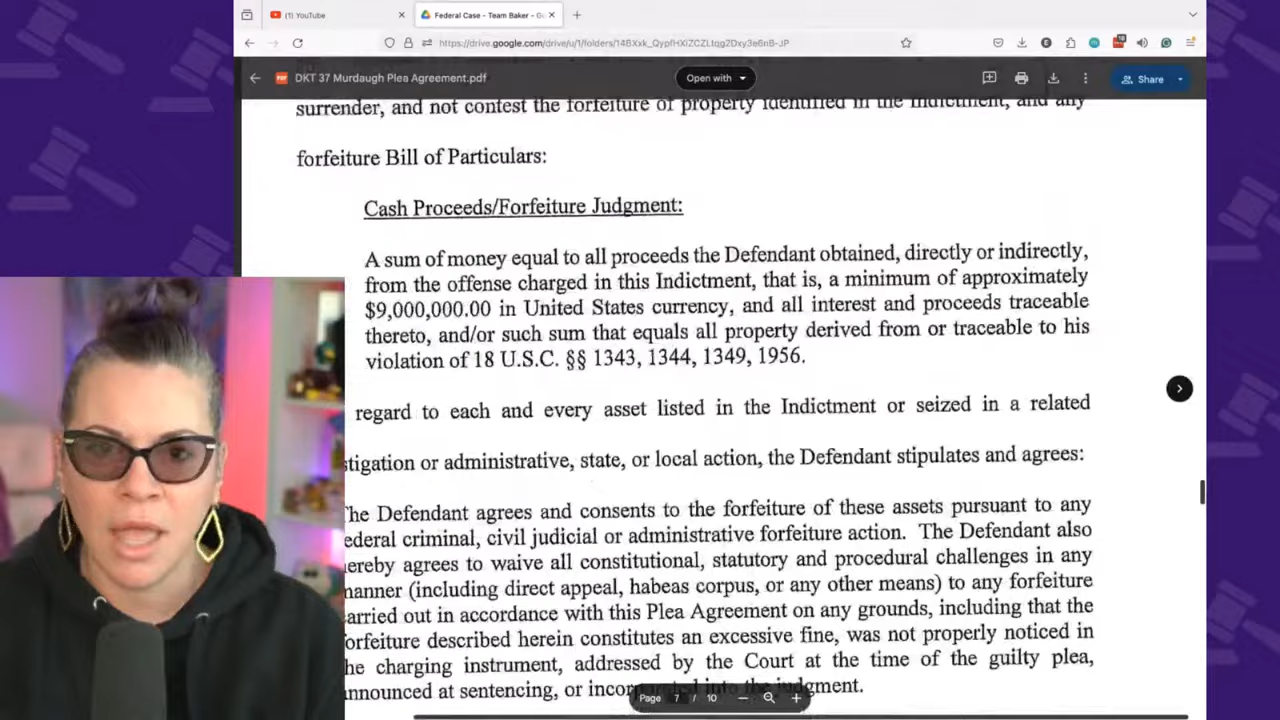 (1) YouTube
Federal Case - Team Baker - Go
https://drive.google.com/drive/u/1/folders/
DKT 37 Murdaugh Plea Agreement.pdf
Open with
Share
surrender, and not contest the forfeiture of property identified in the Indictment, and any
forfeiture Bill of Particulars:
Cash Proceeds/Forfeiture Judgment:
A sum of money equal to all proceeds the Defendant obtained, directly or indirectly,
from the offense charged in this Indictment, that is, a minimum of approximately
$9,000,000.00 in United States currency, and all interest and proceeds traceable
thereto, and/or such sum that equals all property derived from or traceable to his
violation of 18 U.S.C. §§ 1343, 1344, 1349, 1956.
regard to each and every asset listed in the Indictment or seized in a related
stigation or administrative, state, or local action, the Defendant stipulates and agrees:
The Defendant agrees and consents to the forfeiture of these assets pursuant to any
ederal criminal, civil judicial or administrative forfeiture action. The Defendant also
ereby agrees to waive all constitutional, statutory and procedural challenges in any
manner (including direct appeal, habeas corpus, or any other means) to any forfeiture
arried out in accordance with this Plea Agreement on any grounds, including that the
orfeiture described herein constitutes an excessive fine, was not properly noticed in
he charging instrument, addressed by the Court at the time of the guilty plea,
nnounced at sentencing, or incorporated into the judgment.
Page 7 / 10